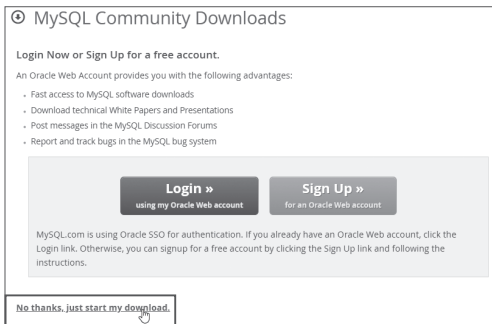 MySQL Community Downloads
Login Now or Sign Up for a free account.
An Oracle Web Account provides you with the following advantages:
• Fast access to MySQL software downloads
• Download technical White Papers and Presentations
• Post messages in the MySQL Discussion Forums
• Report and track bugs in the MySQL bug system
Login »
using my Oracle Web account
Sign Up »
for an Oracle Web account
MySQL.com is using Oracle SSO for authentication. If you already have an Oracle Web account, click the
Login link. Otherwise, you can signup for a free account by clicking the Sign Up link and following the
instructions.
No thanks, just start my download.